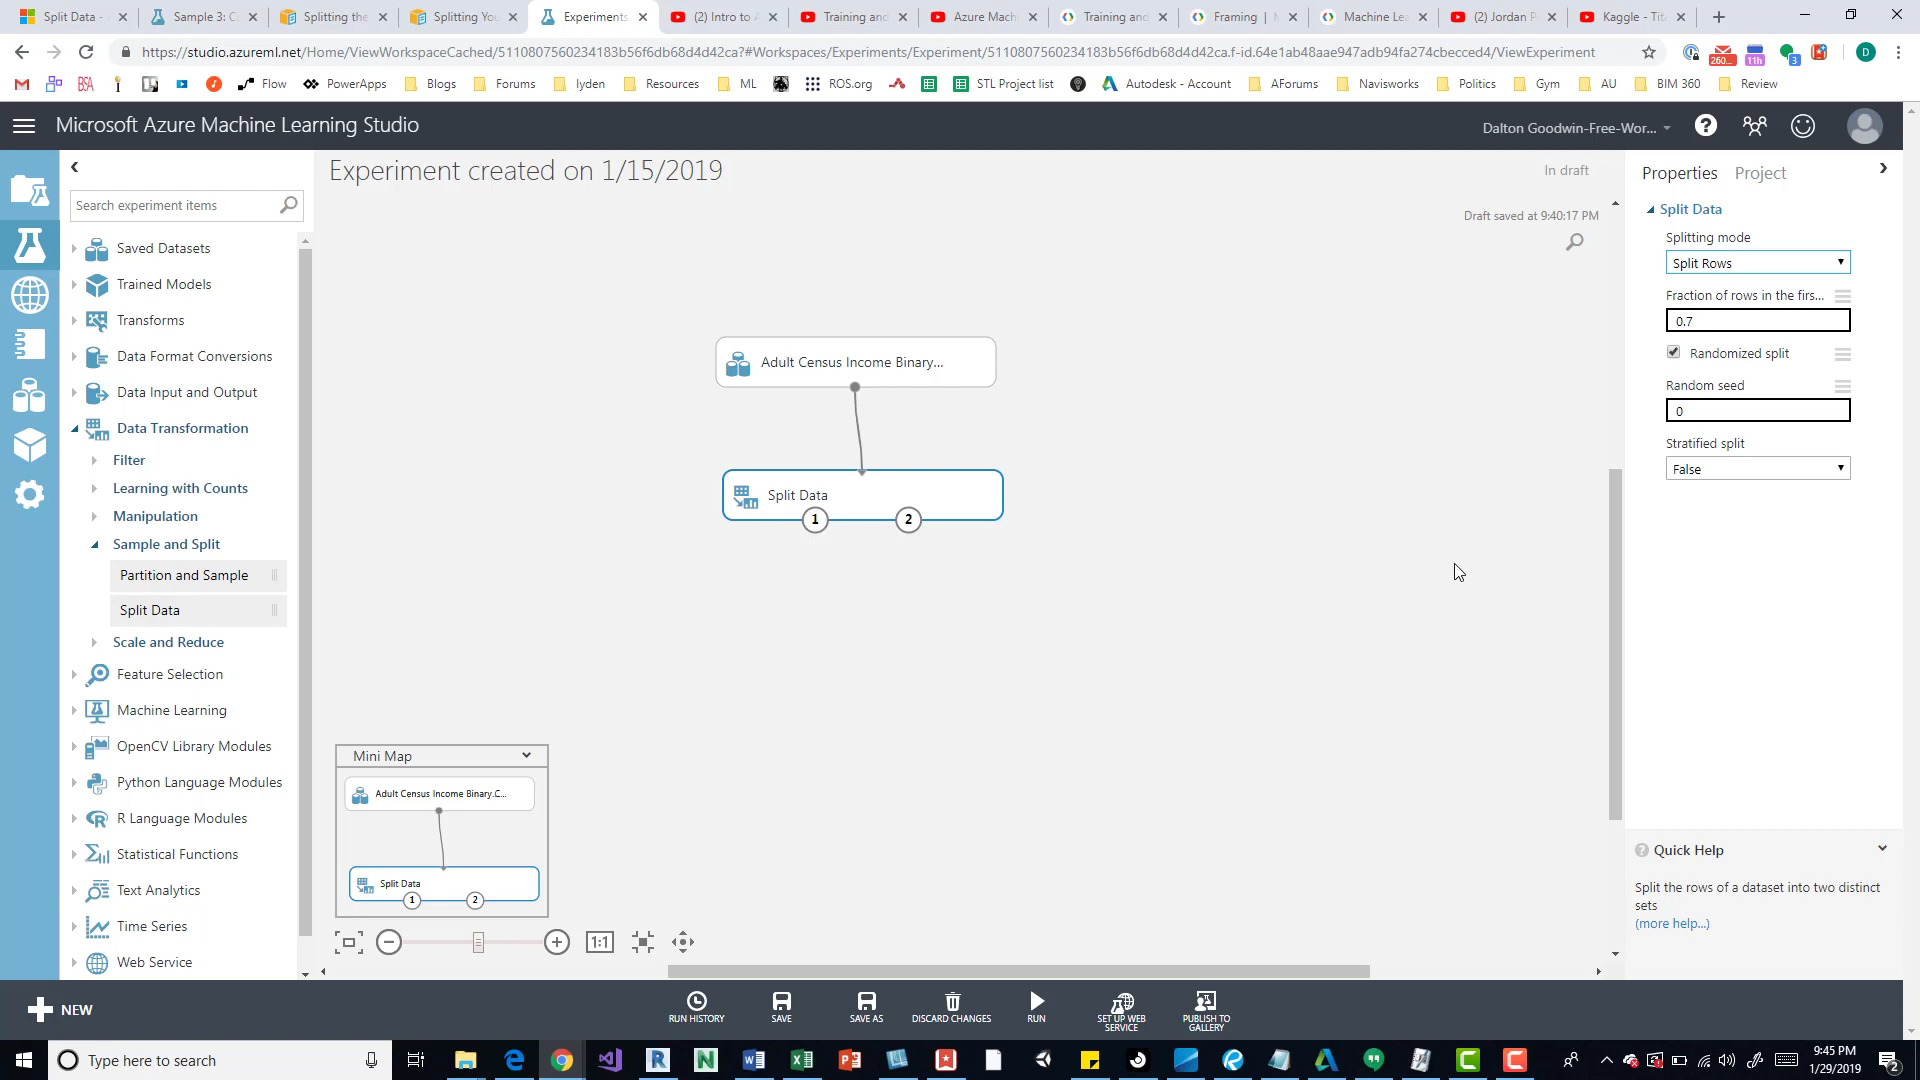 Split Data -
Sample 3: C
Splitting the
Splitting You
Experiments
(2) Intro to A
Training and
Azure Mach
Training and
Framing | M
Machine Lea
(2) Jordan P
Kaggle - Tit
https://studio.azureml.net/Home/ViewWorkspaceCached/5110807560234183b56f6db68d4d42ca?#Workspaces/Experiments/Experiment/5110807560234183b56f6db68d4d42ca.f-id.64e1ab48aae947adb94fa274cbecced4/ViewExperiment
260...
11h
3
D
BSA
Flow
PowerApps
Blogs
Forums
Iyden
Resources
ML
ROS.org
STL Project list
Autodesk - Account
AForums
Navisworks
Politics
Gym
AU
BIM 360
Review
Microsoft Azure Machine Learning Studio
Dalton Goodwin-Free-Wor...
Experiment created on 1/15/2019
In draft
Draft saved at 9:40:17 PM
Search experiment items
Saved Datasets
Trained Models
Transforms
Data Format Conversions
Data Input and Output
Data Transformation
Filter
Learning with Counts
Manipulation
Sample and Split
Partition and Sample
Split Data
Scale and Reduce
Feature Selection
Machine Learning
OpenCV Library Modules
Python Language Modules
R Language Modules
Statistical Functions
Text Analytics
Time Series
Web Service
Adult Census Income Binary...
Split Data
1
2
Mini Map
Adult Census Income Binary.C...
Split Data
1
2
1:1
Properties
Project
Split Data
Splitting mode
Split Rows
Fraction of rows in the firs...
0.7
Randomized split
Random seed
0
Stratified split
False
Quick Help
Split the rows of a dataset into two distinct
sets
(more help...)
NEW
RUN HISTORY
SAVE
SAVE AS
DISCARD CHANGES
RUN
SET UP WEB
SERVICE
PUBLISH TO
GALLERY
Type here to search
9:45 PM
1/29/2019
2